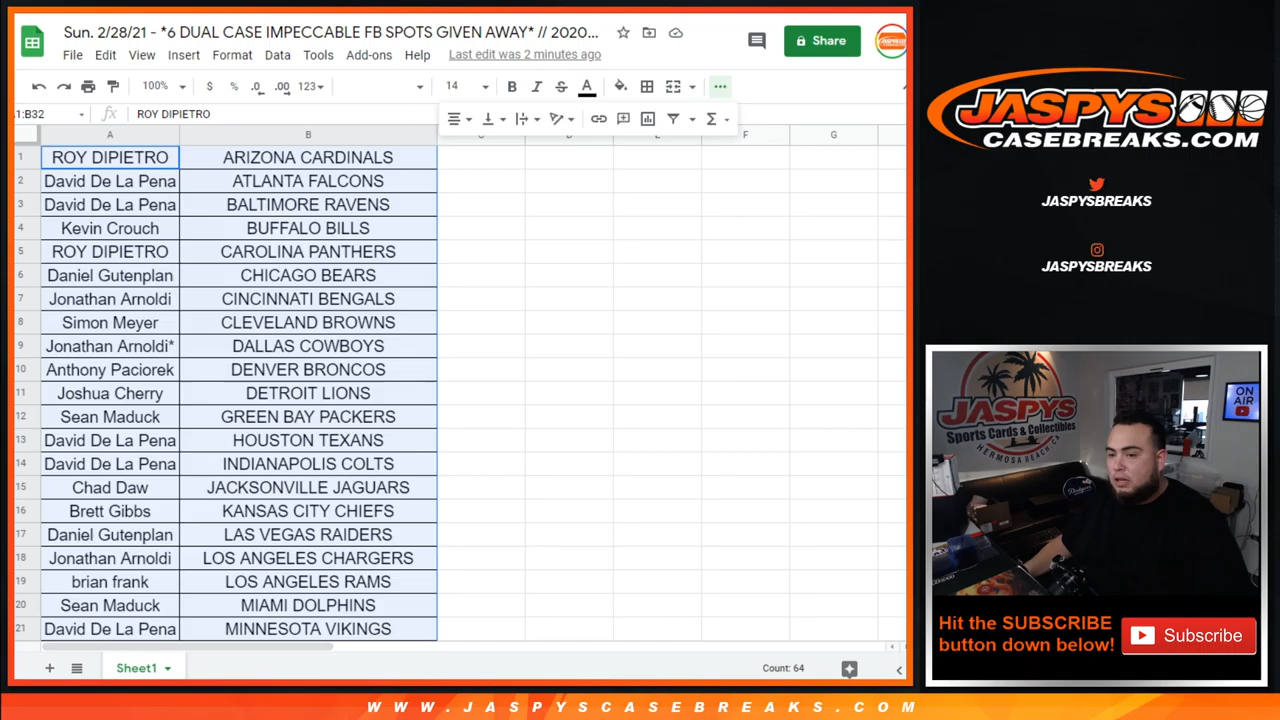 Sun. 2/28/21 - *6 DUAL CASE IMPECCABLE FB SPOTS GIVEN AWAY* // 2020...
Share
File Edit View Insert Format Data Tools Add-ons Help Last edit was 2 minutes ago
100% $ % .0 .00 123 14 B I S A
1:B32 fx ROY DIPIETRO
A B C D E F G
1 ROY DIPIETRO ARIZONA CARDINALS
2 David De La Pena ATLANTA FALCONS
3 David De La Pena BALTIMORE RAVENS
4 Kevin Crouch BUFFALO BILLS
5 ROY DIPIETRO CAROLINA PANTHERS
6 Daniel Gutenplan CHICAGO BEARS
7 Jonathan Arnoldi CINCINNATI BENGALS
8 Simon Meyer CLEVELAND BROWNS
9 Jonathan Arnoldi* DALLAS COWBOYS
10 Anthony Paciorek DENVER BRONCOS
11 Joshua Cherry DETROIT LIONS
12 Sean Maduck GREEN BAY PACKERS
13 David De La Pena HOUSTON TEXANS
14 David De La Pena INDIANAPOLIS COLTS
15 Chad Daw JACKSONVILLE JAGUARS
16 Brett Gibbs KANSAS CITY CHIEFS
17 Daniel Gutenplan LAS VEGAS RAIDERS
18 Jonathan Arnoldi LOS ANGELES CHARGERS
19 brian frank LOS ANGELES RAMS
20 Sean Maduck MIAMI DOLPHINS
21 David De La Pena MINNESOTA VIKINGS
Sheet1 Count: 64
JASPYS
CASEBREAKS.COM
JASPYSBREAKS
JASPYSBREAKS
JASPYS
Sports Cards & Collectibles
HERMOSA BEACH, CA
ON AIR
Dodgers
Hit the SUBSCRIBE
button down below!
Subscribe
WWW.JASPYSCASEBREAKS.COM